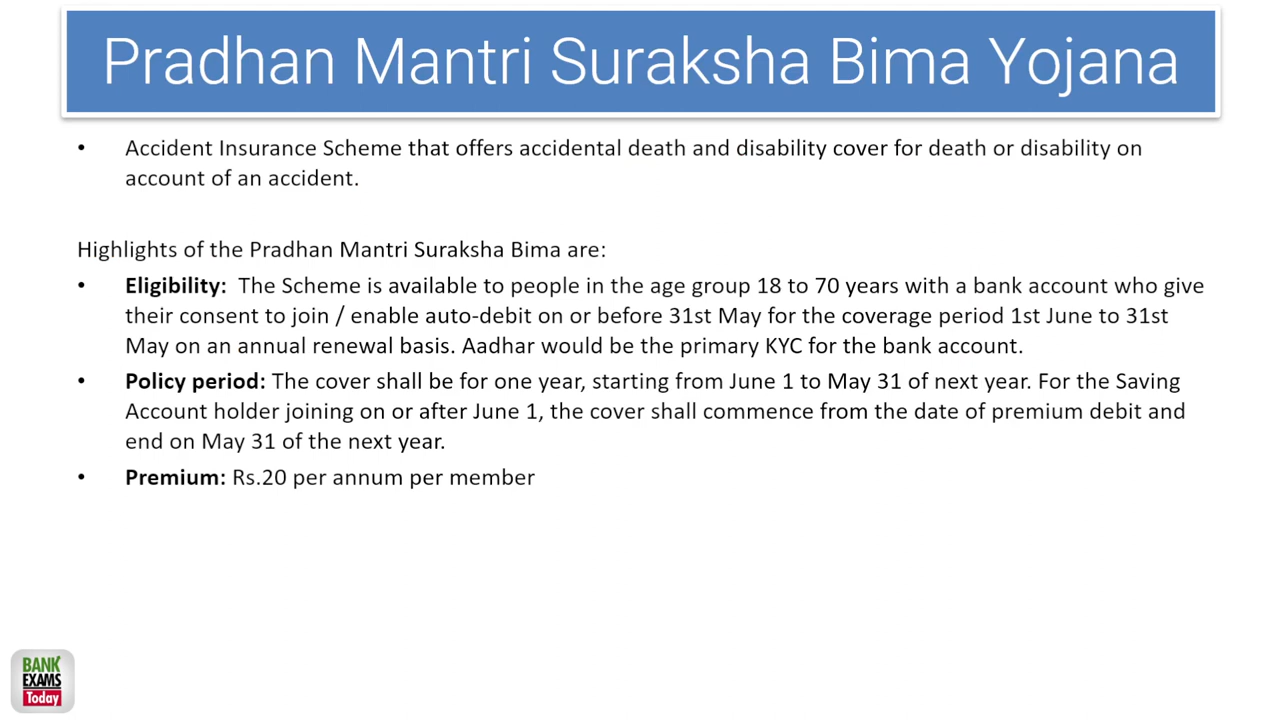 Pradhan Mantri Suraksha Bima Yojana
• Accident Insurance Scheme that offers accidental death and disability cover for death or disability on
account of an accident.
Highlights of the Pradhan Mantri Suraksha Bima are:
• Eligibility: The Scheme is available to people in the age group 18 to 70 years with a bank account who give
their consent to join / enable auto-debit on or before 31st May for the coverage period 1st June to 31st
May on an annual renewal basis. Aadhar would be the primary KYC for the bank account.
• Policy period: The cover shall be for one year, starting from June 1 to May 31 of next year. For the Saving
Account holder joining on or after June 1, the cover shall commence from the date of premium debit and
end on May 31 of the next year.
• Premium: Rs.20 per annum per member
BANK
EXAMS
Today